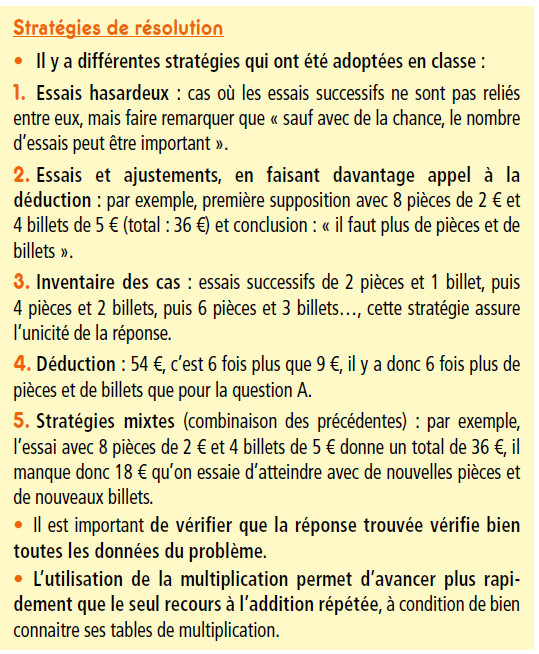 Stratégies de résolution
• Il y a différentes stratégies qui ont été adoptées en classe :
1. Essais hasardeux : cas où les essais successifs ne sont pas reliés
entre eux, mais faire remarquer que « sauf avec de la chance, le nombre
d’essais peut être important ».
2. Essais et ajustements, en faisant davantage appel à la
déduction : par exemple, première supposition avec 8 pièces de 2 € et
4 billets de 5 € (total : 36 €) et conclusion : « il faut plus de pièces et de
billets ».
3. Inventaire des cas : essais successifs de 2 pièces et 1 billet, puis
4 pièces et 2 billets, puis 6 pièces et 3 billets…, cette stratégie assure
l’unicité de la réponse.
4. Déduction : 54 €, c’est 6 fois plus que 9 €, il y a donc 6 fois plus de
pièces et de billets que pour la question A.
5. Stratégies mixtes (combinaison des précédentes) : par exemple,
l’essai avec 8 pièces de 2 € et 4 billets de 5 € donne un total de 36 €, il
manque donc 18 € qu’on essaie d’atteindre avec de nouvelles pièces et
de nouveaux billets.
• Il est important de vérifier que la réponse trouvée vérifie bien
toutes les données du problème.
• L’utilisation de la multiplication permet d’avancer plus rapi-
dement que le seul recours à l’addition répétée, à condition de bien
connaitre ses tables de multiplication.